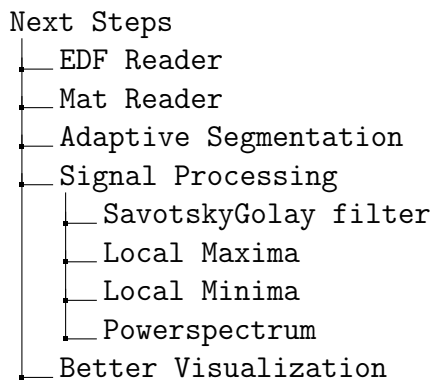 Next Steps
EDF Reader
Mat Reader
Adaptive Segmentation
Signal Processing
SavotskyGolay filter
Local Maxima
Local Minima
Powerspectrum
Better Visualization